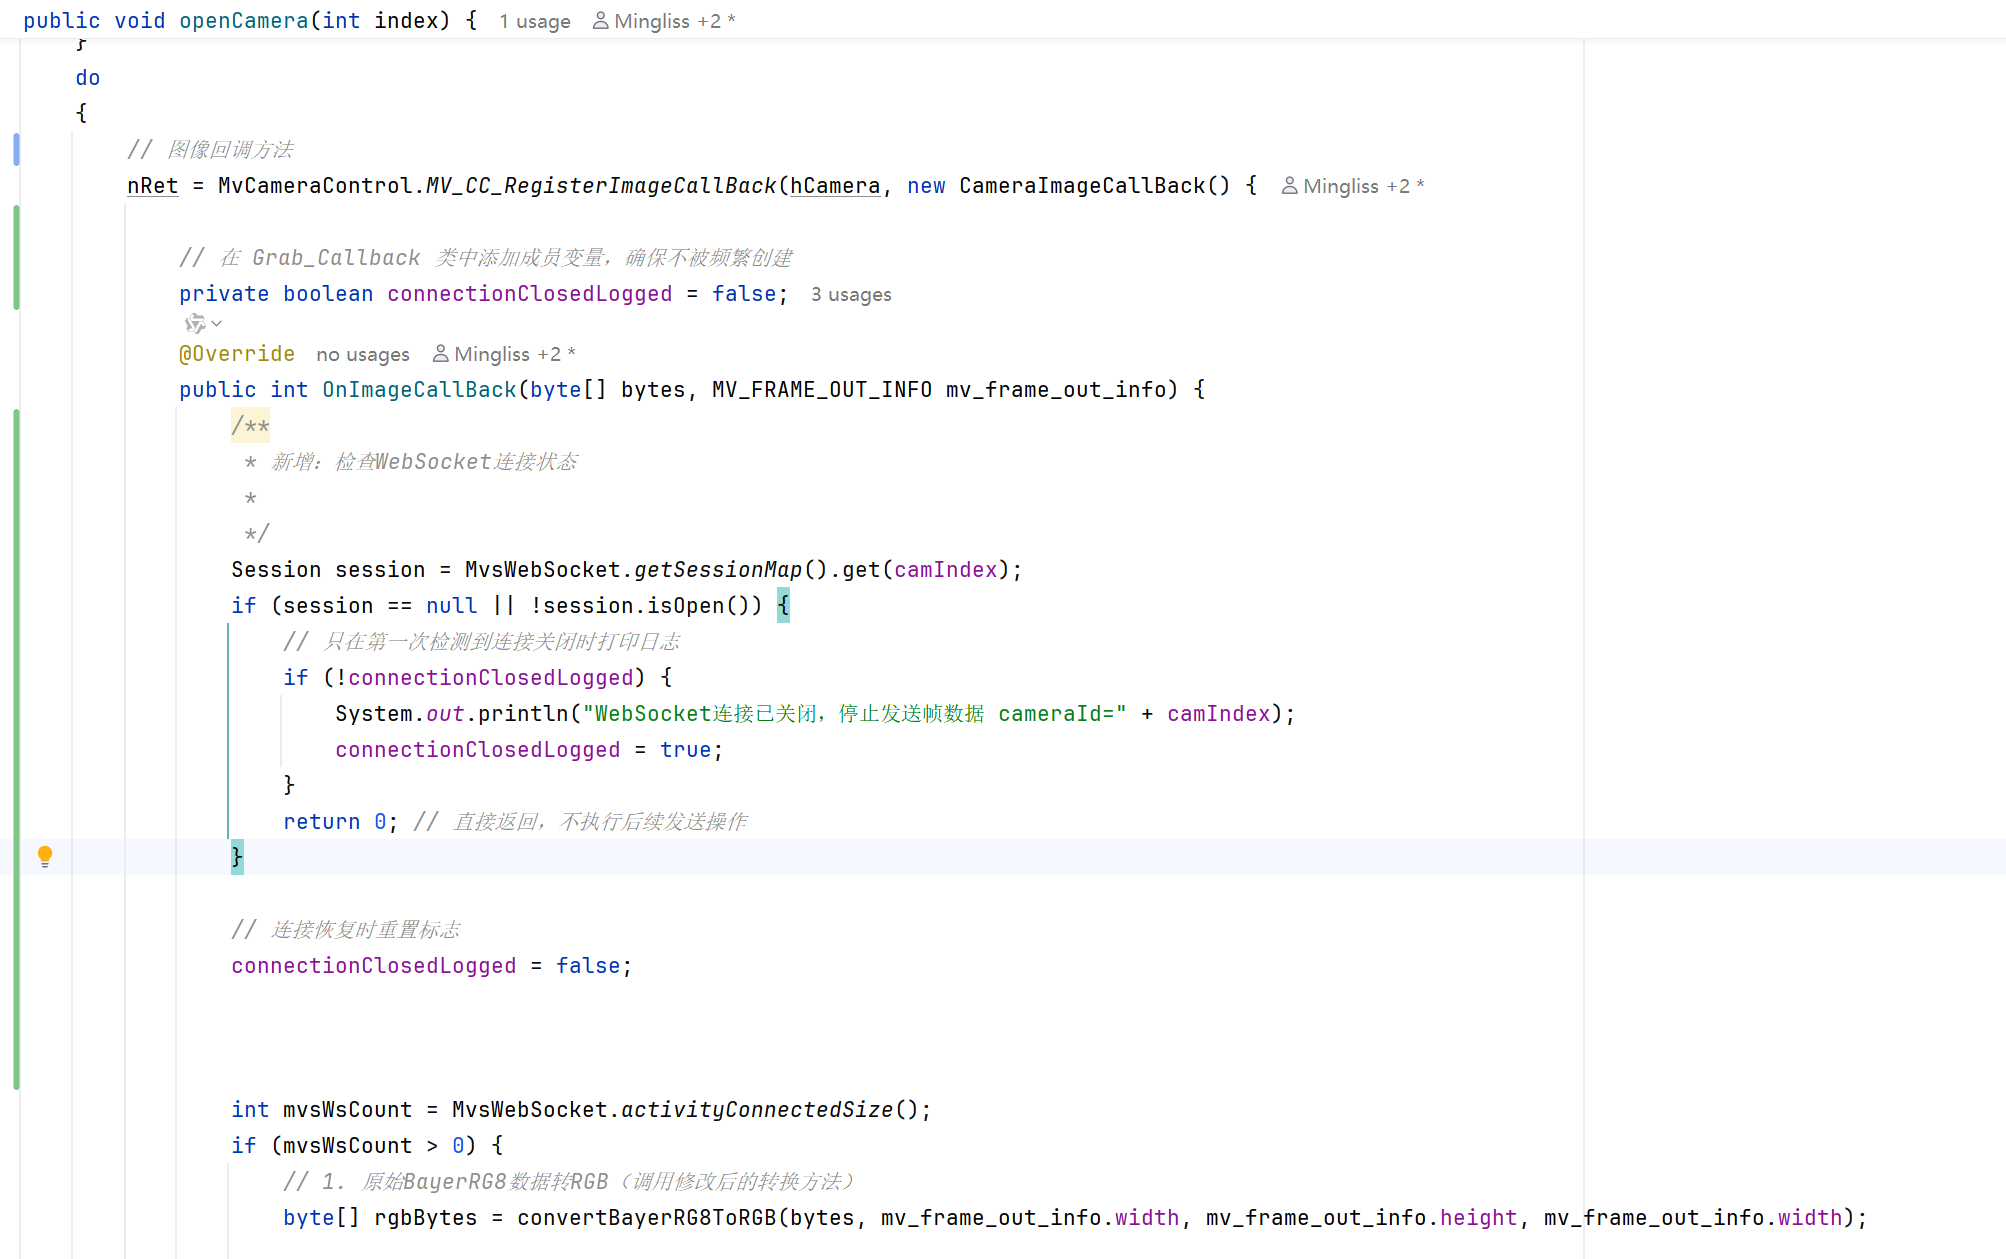 public void openCamera(int index) {  1 usage  Mingliss +2 *
}
do
{
// 图像回调方法
nRet = MvCameraControl.MV_CC_RegisterImageCallBack(hCamera, new CameraImageCallBack() {  Mingliss +2 *
// 在 Grab_Callback 类中添加成员变量，确保不被频繁创建
private boolean connectionClosedLogged = false;  3 usages
@Override  no usages  Mingliss +2 *
public int OnImageCallBack(byte[] bytes, MV_FRAME_OUT_INFO mv_frame_out_info) {
/**
* 新增：检查WebSocket连接状态
*
*/
Session session = MvsWebSocket.getSessionMap().get(camIndex);
if (session == null || !session.isOpen()) {
// 只在第一次检测到连接关闭时打印日志
if (!connectionClosedLogged) {
System.out.println("WebSocket连接已关闭，停止发送帧数据 cameraId=" + camIndex);
connectionClosedLogged = true;
}
return 0; // 直接返回，不执行后续发送操作
}
// 连接恢复时重置标志
connectionClosedLogged = false;
int mvsWsCount = MvsWebSocket.activityConnectedSize();
if (mvsWsCount > 0) {
// 1. 原始BayerRG8数据转RGB（调用修改后的转换方法）
byte[] rgbBytes = convertBayerRG8ToRGB(bytes, mv_frame_out_info.width, mv_frame_out_info.height, mv_frame_out_info.width);